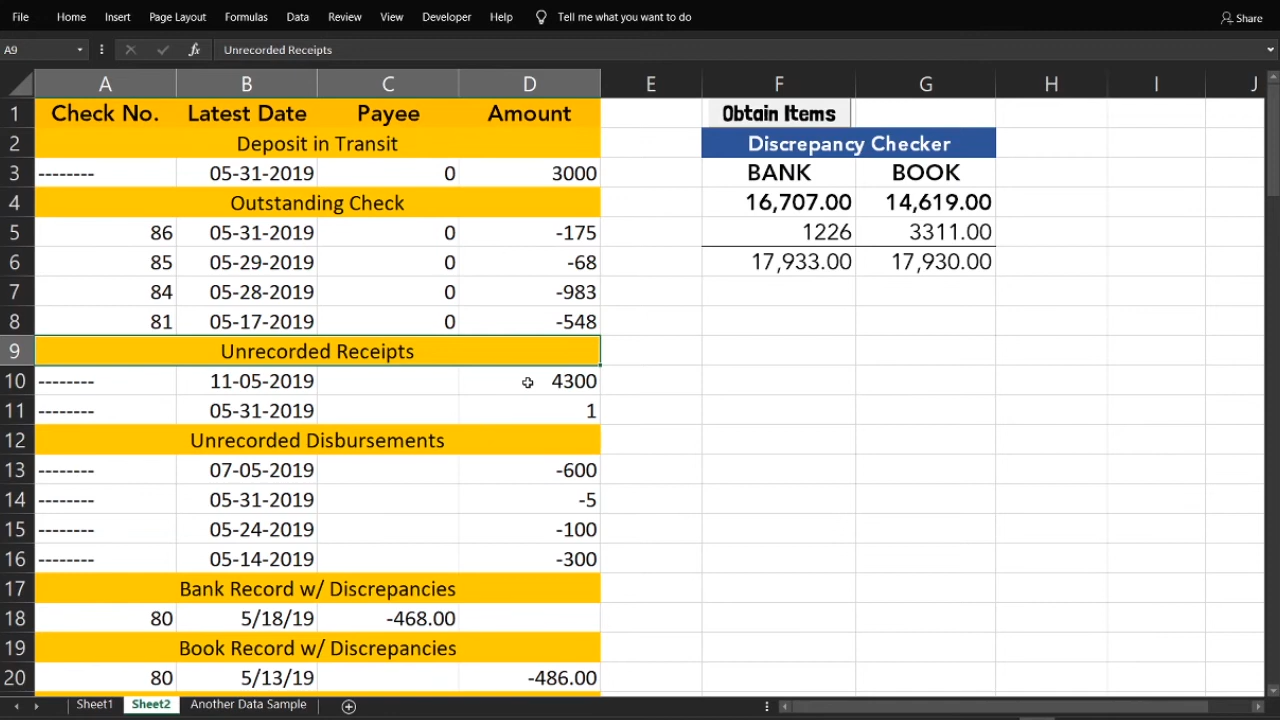 File Home Insert Page Layout Formulas Data Review View Developer Help Tell me what you want to do Share
A9 fx Unrecorded Receipts
A B C D E F G H I J
1 Check No. Latest Date Payee Amount Obtain Items
2 Deposit in Transit Discrepancy Checker
3 -------- 05-31-2019 0 3000 BANK BOOK
4 Outstanding Check 16,707.00 14,619.00
5 86 05-31-2019 0 -175 1226 3311.00
6 85 05-29-2019 0 -68 17,933.00 17,930.00
7 84 05-28-2019 0 -983
8 81 05-17-2019 0 -548
9 Unrecorded Receipts
10 -------- 11-05-2019 4300
11 -------- 05-31-2019 1
12 Unrecorded Disbursements
13 -------- 07-05-2019 -600
14 -------- 05-31-2019 -5
15 -------- 05-24-2019 -100
16 -------- 05-14-2019 -300
17 Bank Record w/ Discrepancies
18 80 5/18/19 -468.00
19 Book Record w/ Discrepancies
20 80 5/13/19 -486.00
Sheet1 Sheet2 Another Data Sample